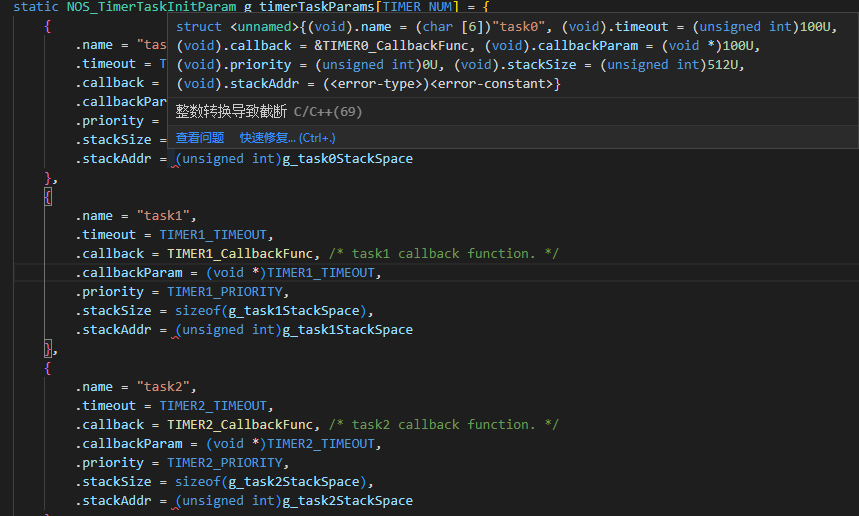 static NOS_TimerTaskInitParam g_timerTaskParams[TIMER_NUM] = {
{
struct <unnamed>{(void).name = (char [6])"task0", (void).timeout = (unsigned int)100U,
(void).callback = &TIMER0_CallbackFunc, (void).callbackParam = (void *)100U,
(void).priority = (unsigned int)0U, (void).stackSize = (unsigned int)512U,
(void).stackAddr = (<error-type>)<error-constant>}
整数转换导致截断 C/C++(69)
查看问题 快速修复... (Ctrl+.)
.name = "tas
.timeout = T
.callback =
.callbackPar
.priority =
.stackSize =
.stackAddr = (unsigned int)g_task0StackSpace
},
{
.name = "task1",
.timeout = TIMER1_TIMEOUT,
.callback = TIMER1_CallbackFunc, /* task1 callback function. */
.callbackParam = (void *)TIMER1_TIMEOUT,
.priority = TIMER1_PRIORITY,
.stackSize = sizeof(g_task1StackSpace),
.stackAddr = (unsigned int)g_task1StackSpace
},
{
.name = "task2",
.timeout = TIMER2_TIMEOUT,
.callback = TIMER2_CallbackFunc, /* task2 callback function. */
.callbackParam = (void *)TIMER2_TIMEOUT,
.priority = TIMER2_PRIORITY,
.stackSize = sizeof(g_task2StackSpace),
.stackAddr = (unsigned int)g_task2StackSpace